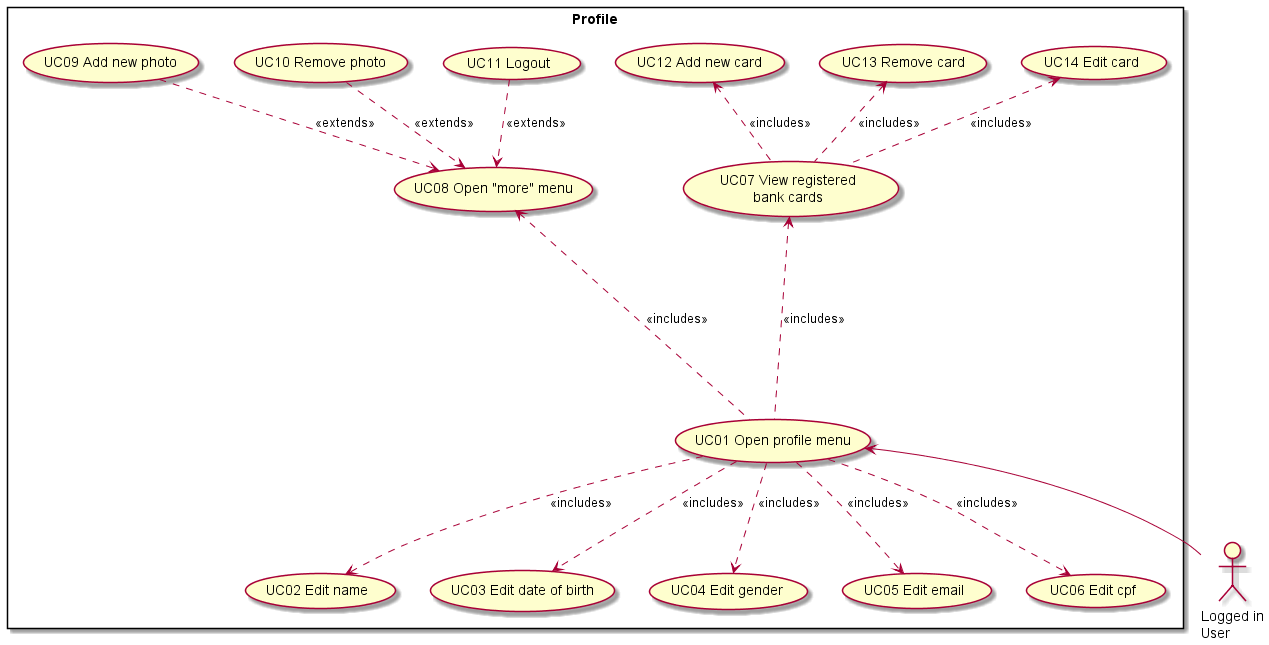 Profile
UC09 Add new photo
UC10 Remove photo
UC11 Logout
UC12 Add new card
UC13 Remove card
UC14 Edit card
«extends»
«extends»
«extends»
«includes»
«includes»
«includes»
UC08 Open "more" menu
UC07 View registered
bank cards
«includes»
«includes»
UC01 Open profile menu
«includes»
«includes»
«includes»
«includes»
«includes»
UC02 Edit name
UC03 Edit date of birth
UC04 Edit gender
UC05 Edit email
UC06 Edit cpf
Logged in
User